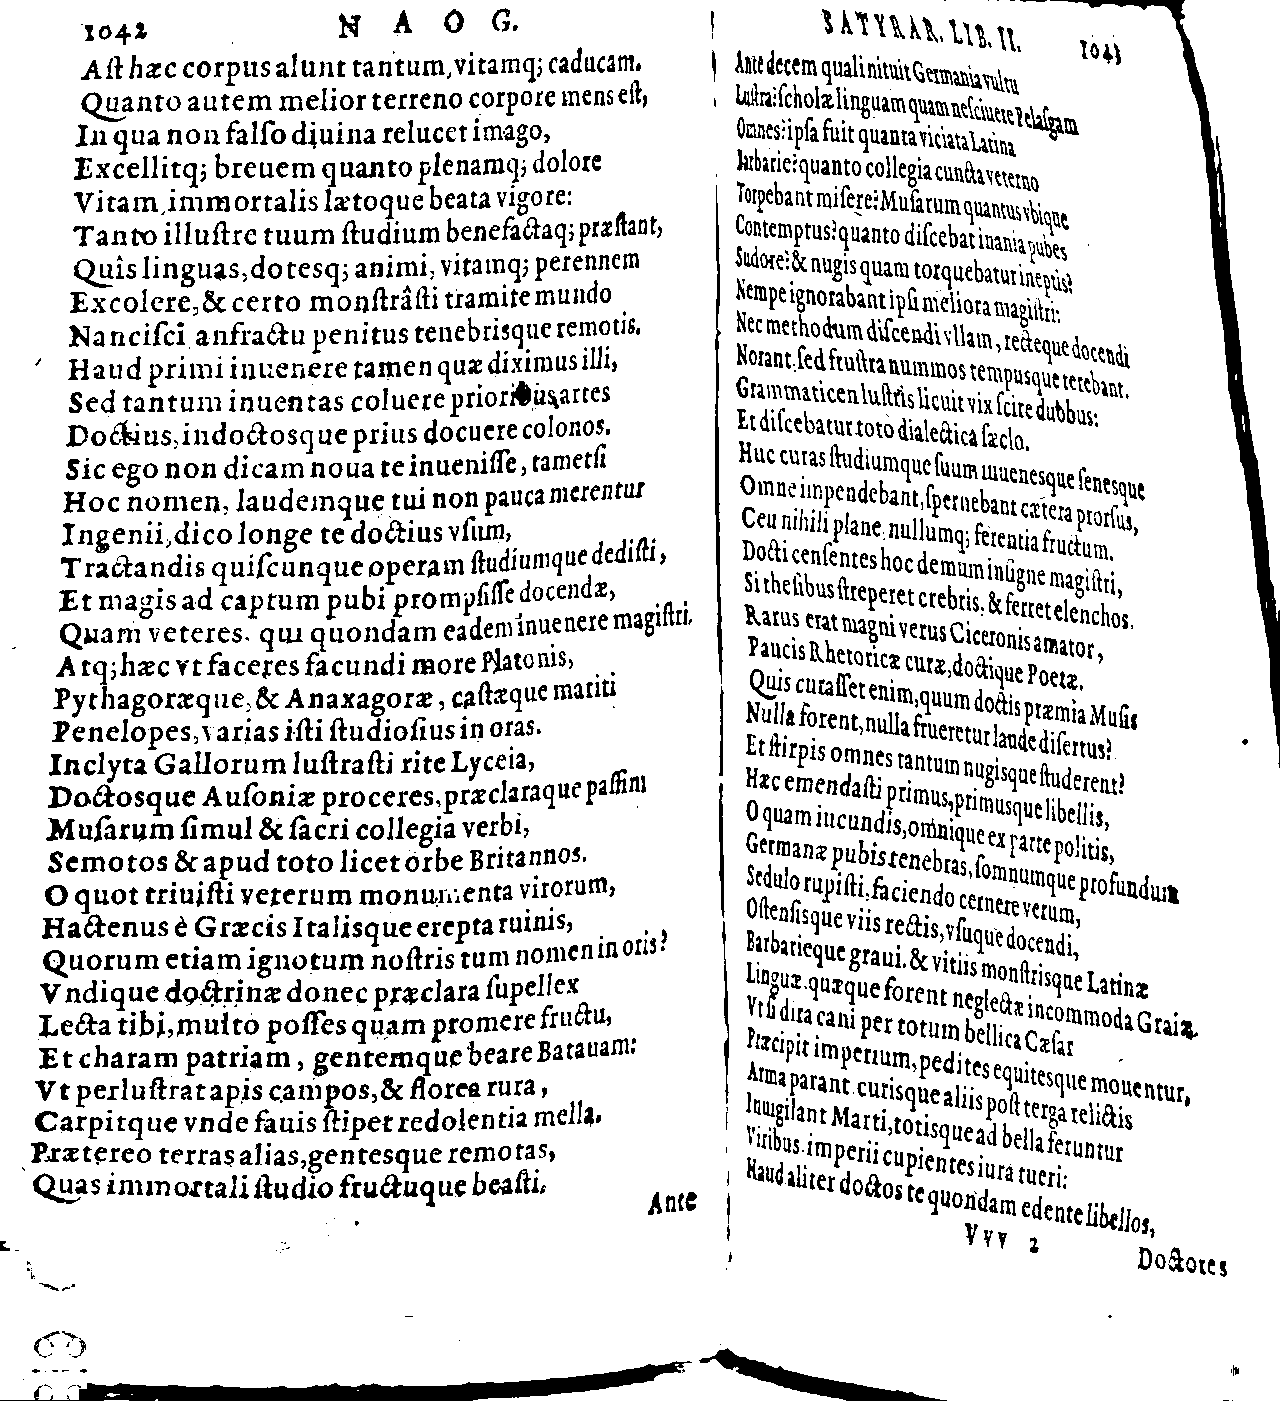 1042 N A O G.
Ast hæc corpus alunt tantum, vitamq; caducam.
Quanto autem melior terreno corpore mens est,
In qua non falso diuina relucet imago,
Excellitq; breuem quanto plenamq; dolore
Vitam, immortalis lætoque beata vigore:
Tanto illustre tuum studium benefactaq; præstant,
Quîs linguas, dotesq; animi, vitamq; perennem
Excolere, & certo monstrâsti tramite mundo
Nancisci anfractu penitus tenebrisque remotis.
Haud primi inuenere tamen quæ diximus illi,
Sed tantum inuentas coluere prioribus artes
Doctius, indoctosque prius docuere colonos.
Sic ego non dicam noua te inuenisse, tametsi
Hoc nomen, laudemque tui non pauca merentur
Ingenii, dico longe te doctius vsum,
Tractandis quiscunque operam studiumque dedisti,
Et magis ad captum pubi prompsisse docendæ,
Quam veteres. qui quondam eadem inuenere magistri.
Atq; hæc vt faceres facundi more Platonis,
Pythagoræque, & Anaxagoræ, castæque mariti
Penelopes, varias isti studiosius in oras.
Inclyta Gallorum lustrasti rite Lyceia,
Doctosque Ausoniæ proceres, præclaraque passim
Musarum simul & sacri collegia verbi,
Semotos & apud toto licet orbe Britannos.
O quot triuisti veterum monumenta virorum,
Hactenus è Græcis Italisque erepta ruinis,
Quorum etiam ignotum nostris tum nomen in oris?
Vndique doctrinæ donec præclara supellex
Lecta tibi, multo posses quam promere fructu,
Et charam patriam, gentemque beare Batauam:
Vt perlustrat apis campos, & florea rura,
Carpitque vnde fauis stipet redolentia mella.
Prætereo terras alias, gentesque remotas,
Quas immortali studio fructuque beasti.
Ante
SATYRAR. LIB. II. 1043
Ante decem quali nituit Germania vultu
Lustra: scholæ linguam quam nesciuere Pelasgam
Omnes? ipsa fuit quanta viciata Latina
Barbarie? quanto collegia cuncta veterno
Torpebant misere? Musarum quantus vbique
Contemptus? quanto discebat inania pubes
Sudore? & nugis quam torquebatur ineptis?
Nempe ignorabant ipsi meliora magistri:
Nec methodum discendi vllam, recteque docendi
Norant. sed frustra nummos tempusque terebant.
Grammaticen lustris licuit vix scire duobus:
Et discebatur toto dialectica sæclo.
Huc curas studiumque suum iuuenesque senesque
Omne impendebant, spernebant cætera prorsus,
Ceu nihili plane, nullumq; ferentia fructum.
Docti censentes hoc demum insigne magistri,
Si thesibus streperet crebris, & ferret elenchos.
Rarus erat magni verus Ciceronis amator,
Paucis Rhetoricæ curæ, doctique Poetæ.
Quis curasset enim, quum doctis præmia Musis
Nulla forent, nulla frueretur laude disertus?
Et stirpis omnes tantum nugisque studerent?
Hæc emendasti primus, primusque libellis,
O quam iucundis, omnique ex parte politis,
Germanæ pubis tenebras, somnumque profundum
Sedulo rupisti, faciendo cernere verum,
Ostensisque viis rectis, vsuque docendi,
Barbarieque graui. & vitiis monstrisque Latinæ
Linguæ. quæque forent neglectæ incommoda Graiæ.
Vt si dira cani per totum bellica Cæsar
Præcipit imperium, pedites equitesque mouentur,
Arma parant. curisque aliis post terga relictis
Inuigilant Marti, totisque ad bella feruntur
Viribus. imperii cupientes iura tueri:
Haud aliter doctos te quondam edente libellos,
Vvv 2 Doctores